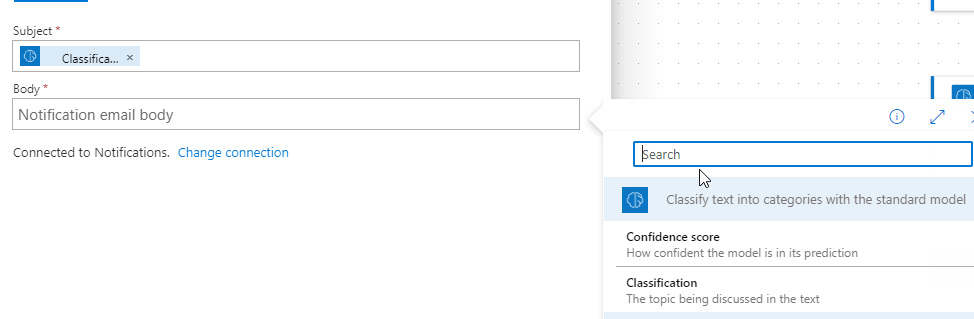 Subject *
Classifica... ×
Body *
Notification email body
Connected to Notifications. Change connection
Search
Classify text into categories with the standard model
Confidence score
How confident the model is in its prediction
Classification
The topic being discussed in the text